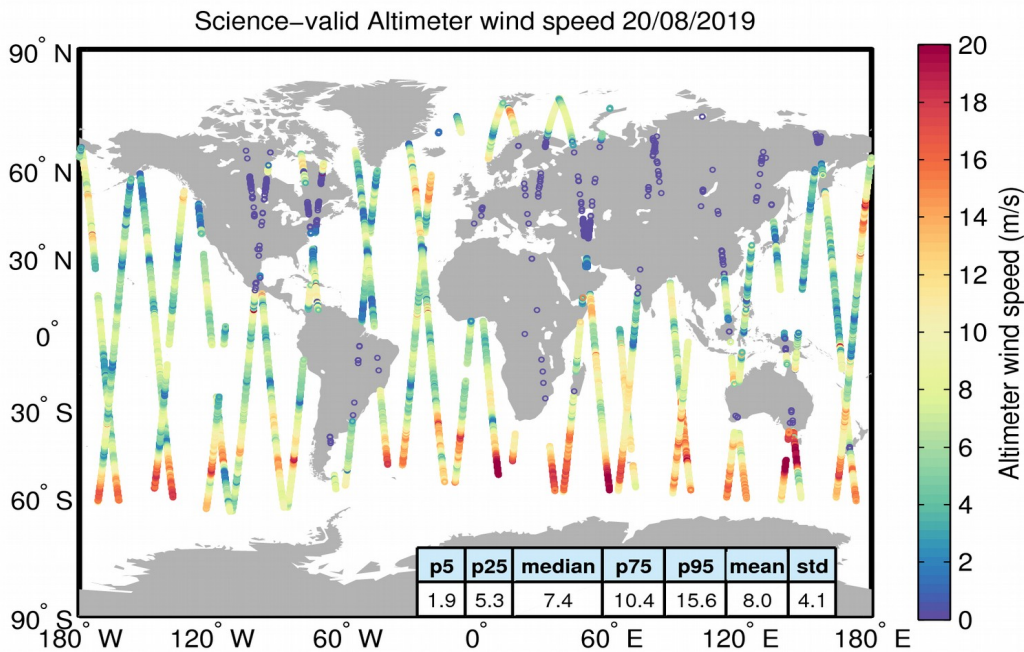 Science−valid Altimeter wind speed 20/08/2019
90° N
60° N
30° N
0°
30° S
60° S
90° S
180° W
120° W
60° W
0°
60° E
120° E
180° E
p5 p25 median p75 p95 mean std
1.9 5.3 7.4 10.4 15.6 8.0 4.1
20
18
16
14
12
10
8
6
4
2
0
Altimeter wind speed (m/s)